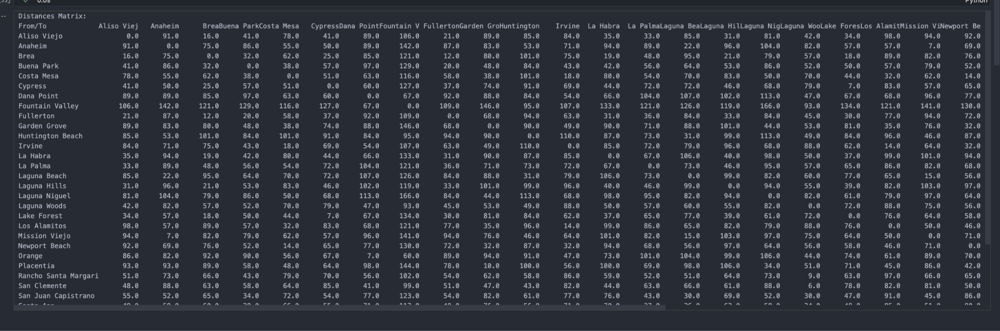 0.0s Python
Distances Matrix:
From/To Aliso Viej Anaheim BreaBuena ParkCosta Mesa CypressDana PointFountain V FullertonGarden GroHuntington Irvine La Habra La PalmaLaguna BeaLaguna HilLaguna NigLaguna WooLake ForesLos AlamitMission ViNewport Be
Aliso Viejo 0.0 91.0 16.0 41.0 78.0 41.0 89.0 106.0 21.0 89.0 85.0 84.0 35.0 33.0 85.0 31.0 81.0 42.0 34.0 98.0 94.0 92.0
Anaheim 91.0 0.0 75.0 86.0 55.0 50.0 89.0 142.0 87.0 83.0 53.0 71.0 94.0 89.0 22.0 96.0 104.0 82.0 57.0 57.0 7.0 69.0
Brea 16.0 75.0 0.0 32.0 62.0 25.0 85.0 121.0 12.0 80.0 101.0 75.0 19.0 48.0 95.0 21.0 79.0 57.0 18.0 89.0 82.0 76.0
Buena Park 41.0 86.0 32.0 0.0 38.0 57.0 97.0 129.0 20.0 48.0 84.0 43.0 42.0 56.0 64.0 53.0 86.0 52.0 50.0 57.0 79.0 52.0
Costa Mesa 78.0 55.0 62.0 38.0 0.0 51.0 63.0 116.0 58.0 38.0 101.0 18.0 80.0 54.0 70.0 83.0 50.0 70.0 44.0 32.0 62.0 14.0
Cypress 41.0 50.0 25.0 57.0 51.0 0.0 60.0 127.0 37.0 74.0 91.0 69.0 44.0 72.0 72.0 46.0 68.0 79.0 7.0 83.0 57.0 65.0
Dana Point 89.0 89.0 85.0 97.0 63.0 60.0 0.0 67.0 92.0 88.0 84.0 54.0 66.0 104.0 107.0 102.0 113.0 47.0 67.0 68.0 96.0 77.0
Fountain Valley 106.0 142.0 121.0 129.0 116.0 127.0 67.0 0.0 109.0 146.0 95.0 107.0 133.0 121.0 126.0 119.0 166.0 93.0 134.0 121.0 141.0 130.0
Fullerton 21.0 87.0 12.0 20.0 58.0 37.0 92.0 109.0 0.0 68.0 94.0 63.0 31.0 36.0 84.0 33.0 84.0 45.0 30.0 77.0 94.0 72.0
Garden Grove 89.0 83.0 80.0 48.0 38.0 74.0 88.0 146.0 68.0 0.0 90.0 49.0 90.0 71.0 88.0 101.0 44.0 53.0 81.0 35.0 76.0 32.0
Huntington Beach 85.0 53.0 101.0 84.0 101.0 91.0 84.0 95.0 94.0 90.0 0.0 110.0 87.0 73.0 31.0 99.0 113.0 49.0 84.0 96.0 46.0 87.0
Irvine 84.0 71.0 75.0 43.0 18.0 69.0 54.0 107.0 63.0 49.0 110.0 0.0 85.0 72.0 79.0 96.0 68.0 88.0 62.0 14.0 64.0 32.0
La Habra 35.0 94.0 19.0 42.0 80.0 44.0 66.0 133.0 31.0 90.0 87.0 85.0 0.0 67.0 106.0 40.0 98.0 50.0 37.0 99.0 101.0 94.0
La Palma 33.0 89.0 48.0 56.0 54.0 72.0 104.0 121.0 36.0 71.0 73.0 72.0 67.0 0.0 73.0 46.0 95.0 57.0 65.0 86.0 82.0 68.0
Laguna Beach 85.0 22.0 95.0 64.0 70.0 72.0 107.0 126.0 84.0 88.0 31.0 79.0 106.0 73.0 0.0 99.0 82.0 60.0 77.0 65.0 15.0 56.0
Laguna Hills 31.0 96.0 21.0 53.0 83.0 46.0 102.0 119.0 33.0 101.0 99.0 96.0 40.0 46.0 99.0 0.0 94.0 55.0 39.0 82.0 103.0 97.0
Laguna Niguel 81.0 104.0 79.0 86.0 50.0 68.0 113.0 166.0 84.0 44.0 113.0 68.0 98.0 95.0 82.0 94.0 0.0 82.0 61.0 79.0 97.0 64.0
Laguna Woods 42.0 82.0 57.0 52.0 70.0 79.0 47.0 93.0 45.0 53.0 49.0 88.0 50.0 57.0 60.0 55.0 82.0 0.0 72.0 88.0 75.0 56.0
Lake Forest 34.0 57.0 18.0 50.0 44.0 7.0 67.0 134.0 30.0 81.0 84.0 62.0 37.0 65.0 77.0 39.0 61.0 72.0 0.0 76.0 64.0 58.0
Los Alamitos 98.0 57.0 89.0 57.0 32.0 83.0 68.0 121.0 77.0 35.0 96.0 14.0 99.0 86.0 65.0 82.0 79.0 88.0 76.0 0.0 50.0 46.0
Mission Viejo 94.0 7.0 82.0 79.0 62.0 57.0 96.0 141.0 94.0 76.0 46.0 64.0 101.0 82.0 15.0 103.0 97.0 75.0 64.0 50.0 0.0 71.0
Newport Beach 92.0 69.0 76.0 52.0 14.0 65.0 77.0 130.0 72.0 32.0 87.0 32.0 94.0 68.0 56.0 97.0 64.0 56.0 58.0 46.0 71.0 0.0
Orange 86.0 82.0 92.0 90.0 56.0 67.0 7.0 60.0 89.0 94.0 91.0 47.0 73.0 101.0 104.0 99.0 106.0 44.0 74.0 61.0 89.0 70.0
Placentia 93.0 93.0 89.0 58.0 48.0 64.0 98.0 144.0 78.0 10.0 100.0 56.0 100.0 69.0 98.0 106.0 34.0 51.0 71.0 45.0 86.0 42.0
Rancho Santa Margari 51.0 73.0 66.0 43.0 79.0 70.0 56.0 102.0 54.0 62.0 58.0 86.0 59.0 52.0 51.0 64.0 73.0 9.0 63.0 97.0 66.0 65.0
San Clemente 48.0 88.0 63.0 58.0 64.0 85.0 41.0 99.0 51.0 47.0 43.0 82.0 44.0 63.0 66.0 61.0 88.0 6.0 78.0 82.0 81.0 50.0
San Juan Capistrano 55.0 52.0 65.0 34.0 72.0 54.0 77.0 123.0 54.0 82.0 61.0 77.0 76.0 43.0 30.0 69.0 52.0 30.0 47.0 91.0 45.0 86.0